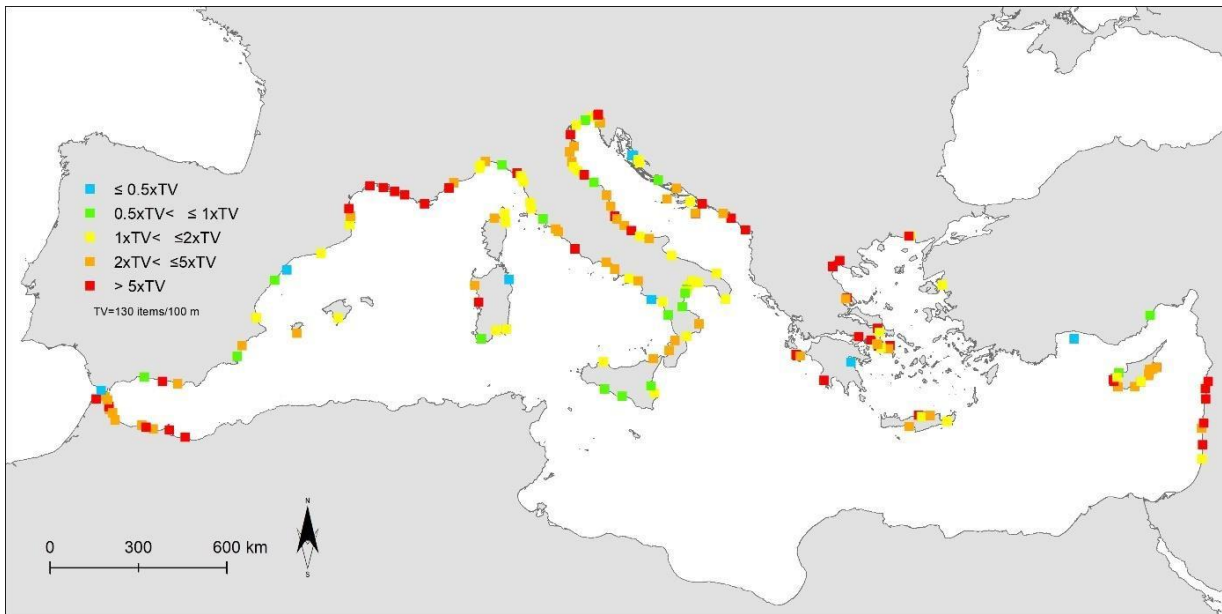 ≤ 0.5xTV
0.5xTV< ≤ 1xTV
1xTV< ≤2xTV
2xTV< ≤5xTV
> 5xTV
TV=130 items/100 m
N
S
0 300 600 km